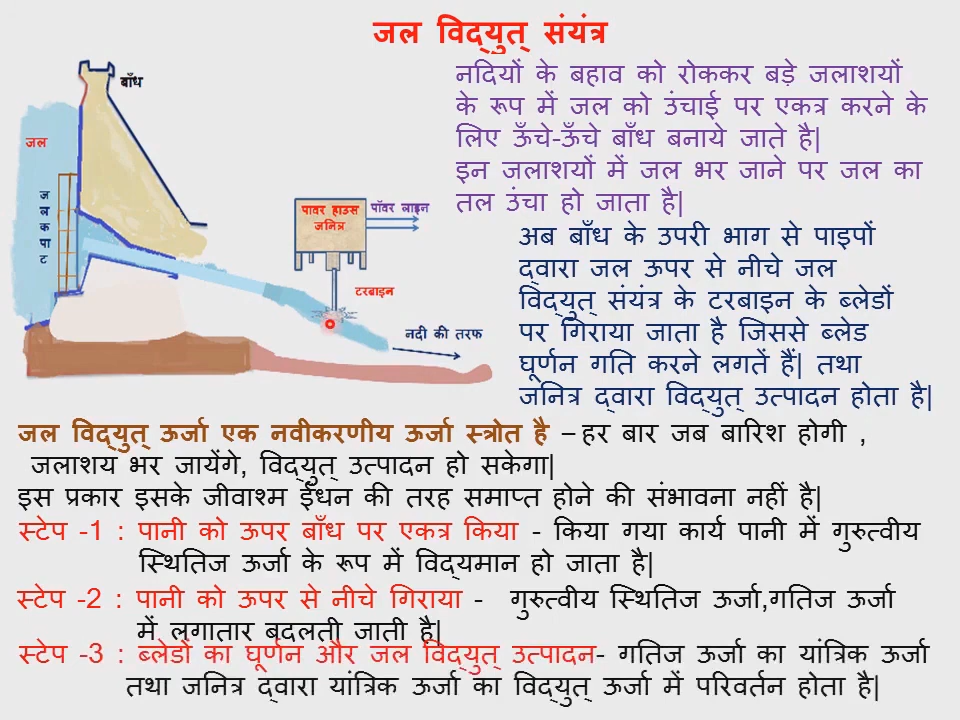 जल विद्युत् संयंत्र
बाँध
जल
ज
ल
क
पा
ट
पावर हाउस
जनित्र
पॉवर लाइन
टरबाइन
नदी की तरफ
नदियों के बहाव को रोककर बड़े जलाशयों
के रूप में जल को उंचाई पर एकत्र करने के
लिए ऊँचे-ऊँचे बाँध बनाये जाते है|
इन जलाशयों में जल भर जाने पर जल का
तल उंचा हो जाता है|
अब बाँध के उपरी भाग से पाइपों
द्वारा जल ऊपर से नीचे जल
विद्युत् संयंत्र के टरबाइन के ब्लेडों
पर गिराया जाता है जिससे ब्लेड
घूर्णन गति करने लगतें हैं| तथा
जनित्र द्वारा विद्युत् उत्पादन होता है|
जल विद्युत् ऊर्जा एक नवीकरणीय ऊर्जा स्त्रोत है – हर बार जब बारिश होगी ,
जलाशय भर जायेंगे, विद्युत् उत्पादन हो सकेगा|
इस प्रकार इसके जीवाश्म ईंधन की तरह समाप्त होने की संभावना नहीं है|
स्टेप -1 : पानी को ऊपर बाँध पर एकत्र किया - किया गया कार्य पानी में गुरुत्वीय
स्थितिज ऊर्जा के रूप में विद्यमान हो जाता है|
स्टेप -2 : पानी को ऊपर से नीचे गिराया - गुरुत्वीय स्थितिज ऊर्जा,गतिज ऊर्जा
में लगातार बदलती जाती है|
स्टेप -3 : ब्लेडों का घूर्णन और जल विद्युत् उत्पादन- गतिज ऊर्जा का यांत्रिक ऊर्जा
तथा जनित्र द्वारा यांत्रिक ऊर्जा का विद्युत् ऊर्जा में परिवर्तन होता है|